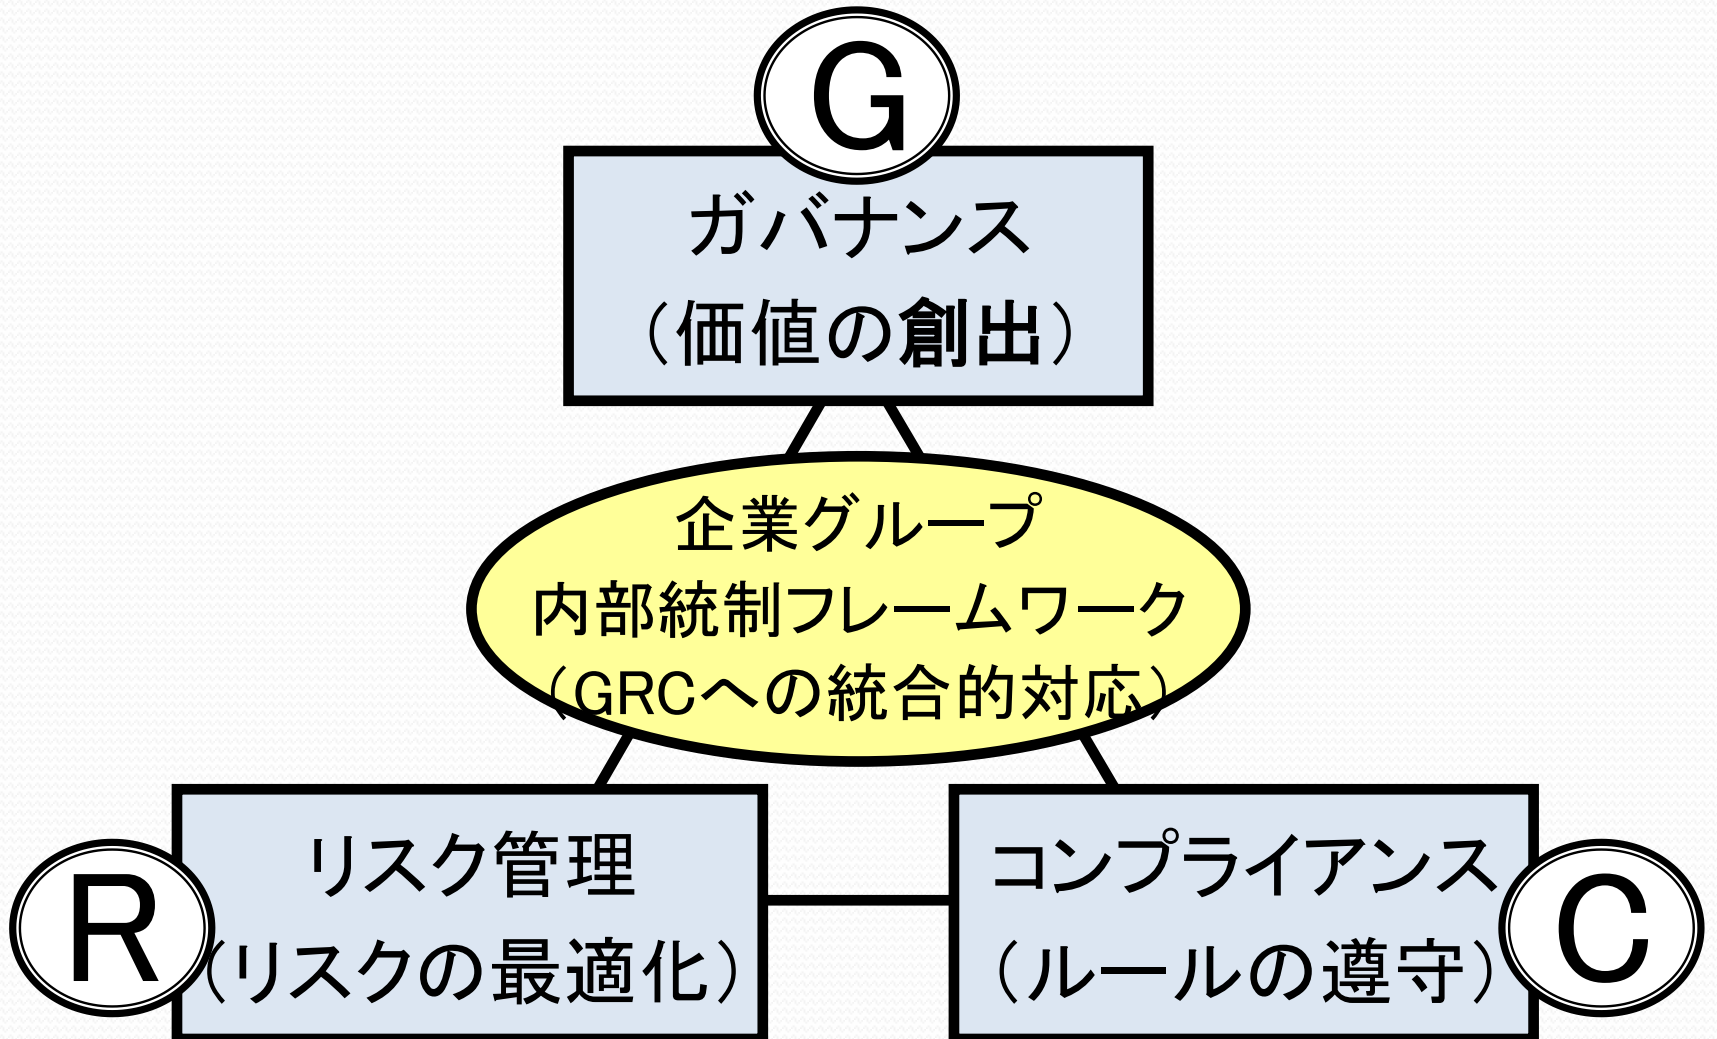 G
ガバナンス
（価値の創出）
企業グループ
内部統制フレームワーク
（GRCへの統合的対応）
R
リスク管理
（リスクの最適化）
コンプライアンス
（ルールの遵守）
C